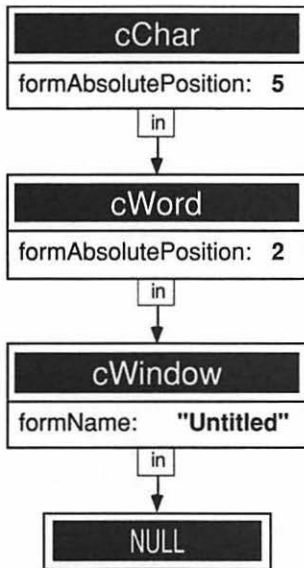 cChar
formAbsolutePosition: 5
in
cWord
formAbsolutePosition: 2
in
cWindow
formName: "Untitled"
in
NULL